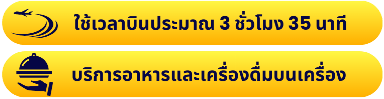 ใช้เวลาบินประมาณ 3 ชั่วโมง 35 นาที
บริการอาหารและเครื่องดื่มบนเครื่อง